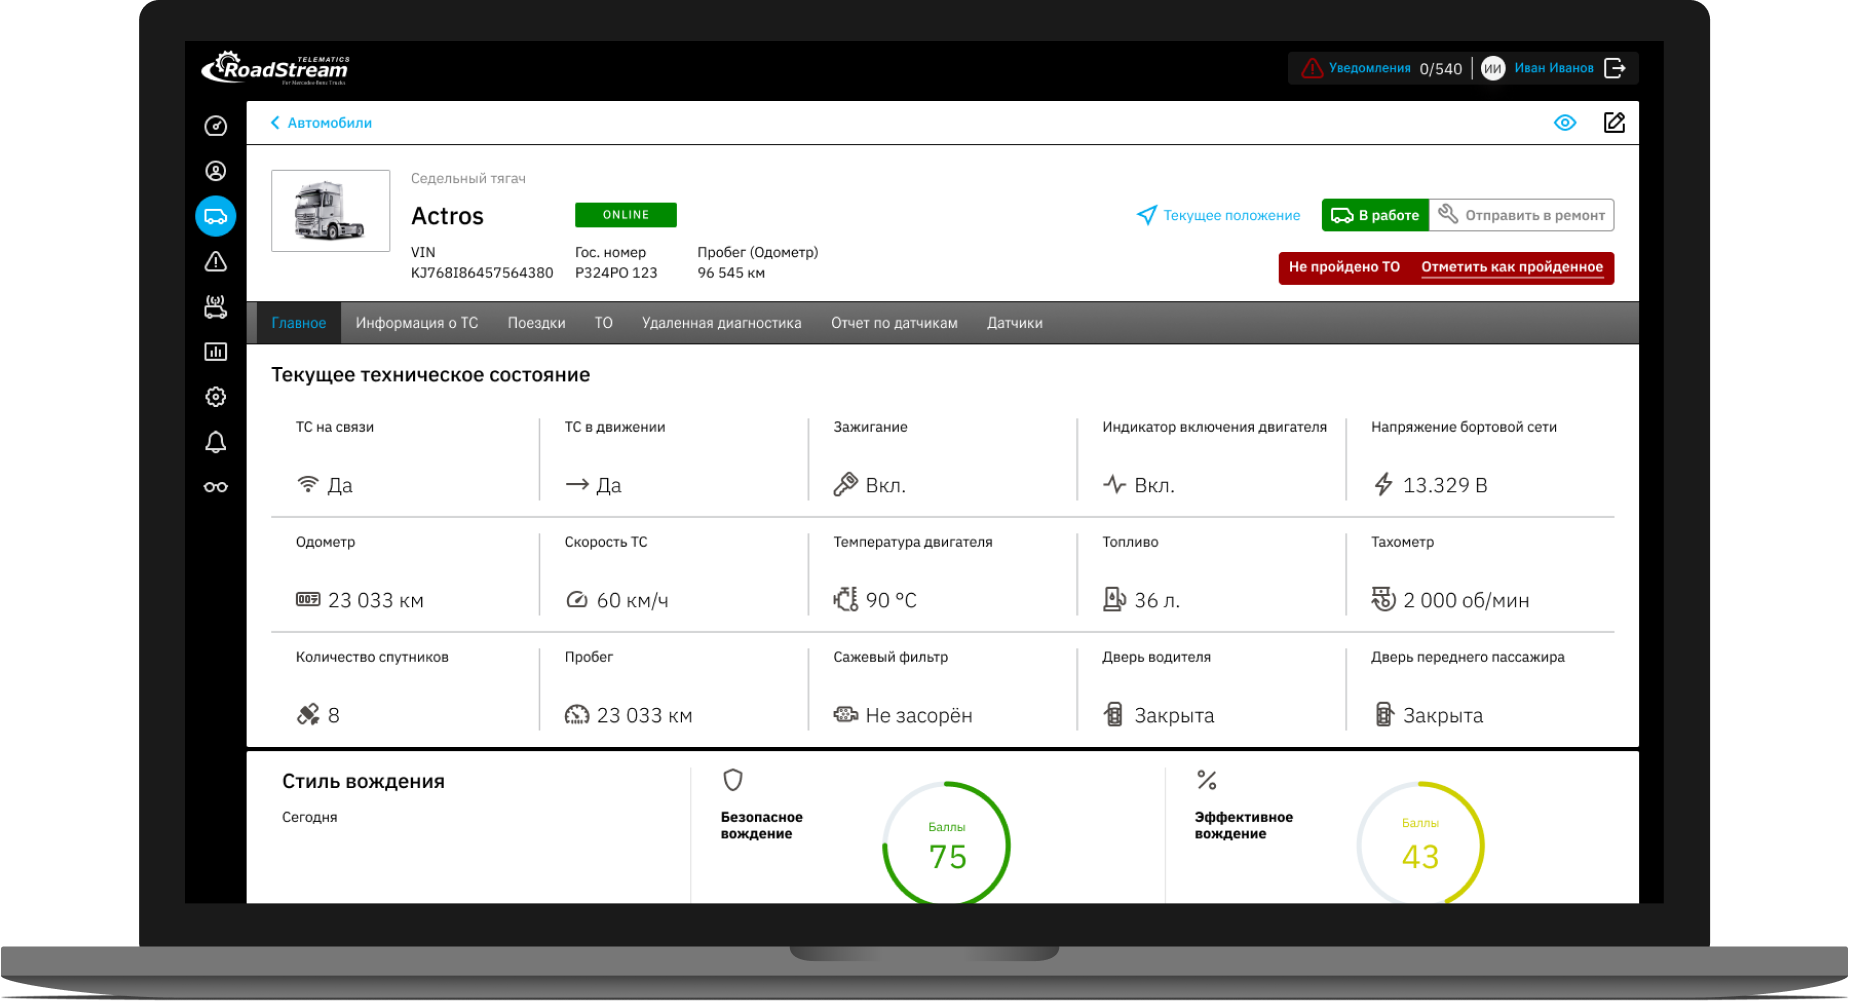 TELEMATICS
RoadStream
For Mercedes-Benz Trucks
Уведомления 0/540 ИИ Иван Иванов
Автомобили
Седельный тягач
Actros ONLINE
Текущее положение В работе Отправить в ремонт
VIN Гос. номер Пробег (Одометр)
KJ768I86457564380 Р324РО 123 96 545 км
Не пройдено ТО Отметить как пройденное
Главное Информация о ТС Поездки ТО Удаленная диагностика Отчет по датчикам Датчики
Текущее техническое состояние
ТС на связи ТС в движении Зажигание Индикатор включения двигателя Напряжение бортовой сети
Да Да Вкл. Вкл. 13.329 В
Одометр Скорость ТС Температура двигателя Топливо Тахометр
23 033 км 60 км/ч 90 °C 36 л. 2 000 об/мин
Количество спутников Пробег Сажевый фильтр Дверь водителя Дверь переднего пассажира
8 23 033 км Не засорён Закрыта Закрыта
Стиль вождения
Сегодня
Безопасное
вождение
Баллы
75
Эффективное
вождение
Баллы
43